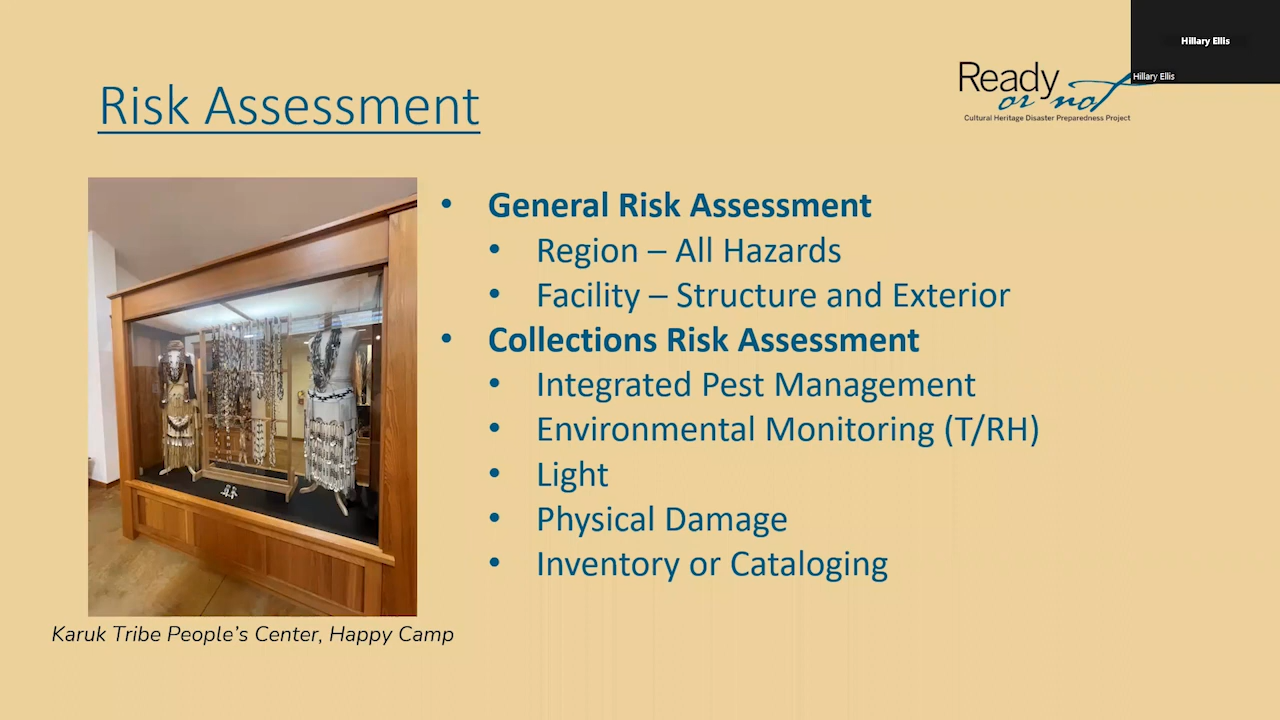 Hillary Ellis
Hillary Ellis
Ready
or not
Cultural Heritage Disaster Preparedness Project
Risk Assessment
• General Risk Assessment
• Region – All Hazards
• Facility – Structure and Exterior
• Collections Risk Assessment
• Integrated Pest Management
• Environmental Monitoring (T/RH)
• Light
• Physical Damage
• Inventory or Cataloging
Karuk Tribe People’s Center, Happy Camp